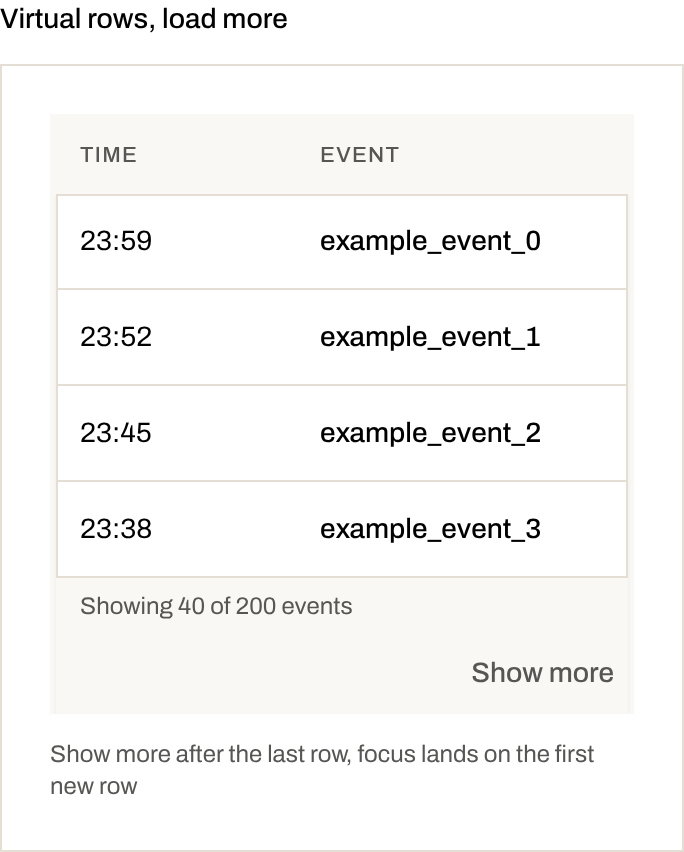 Virtual rows, load more
TIME EVENT
23:59 example_event_0
23:52 example_event_1
23:45 example_event_2
23:38 example_event_3
Showing 40 of 200 events
Show more
Show more after the last row, focus lands on the first
new row